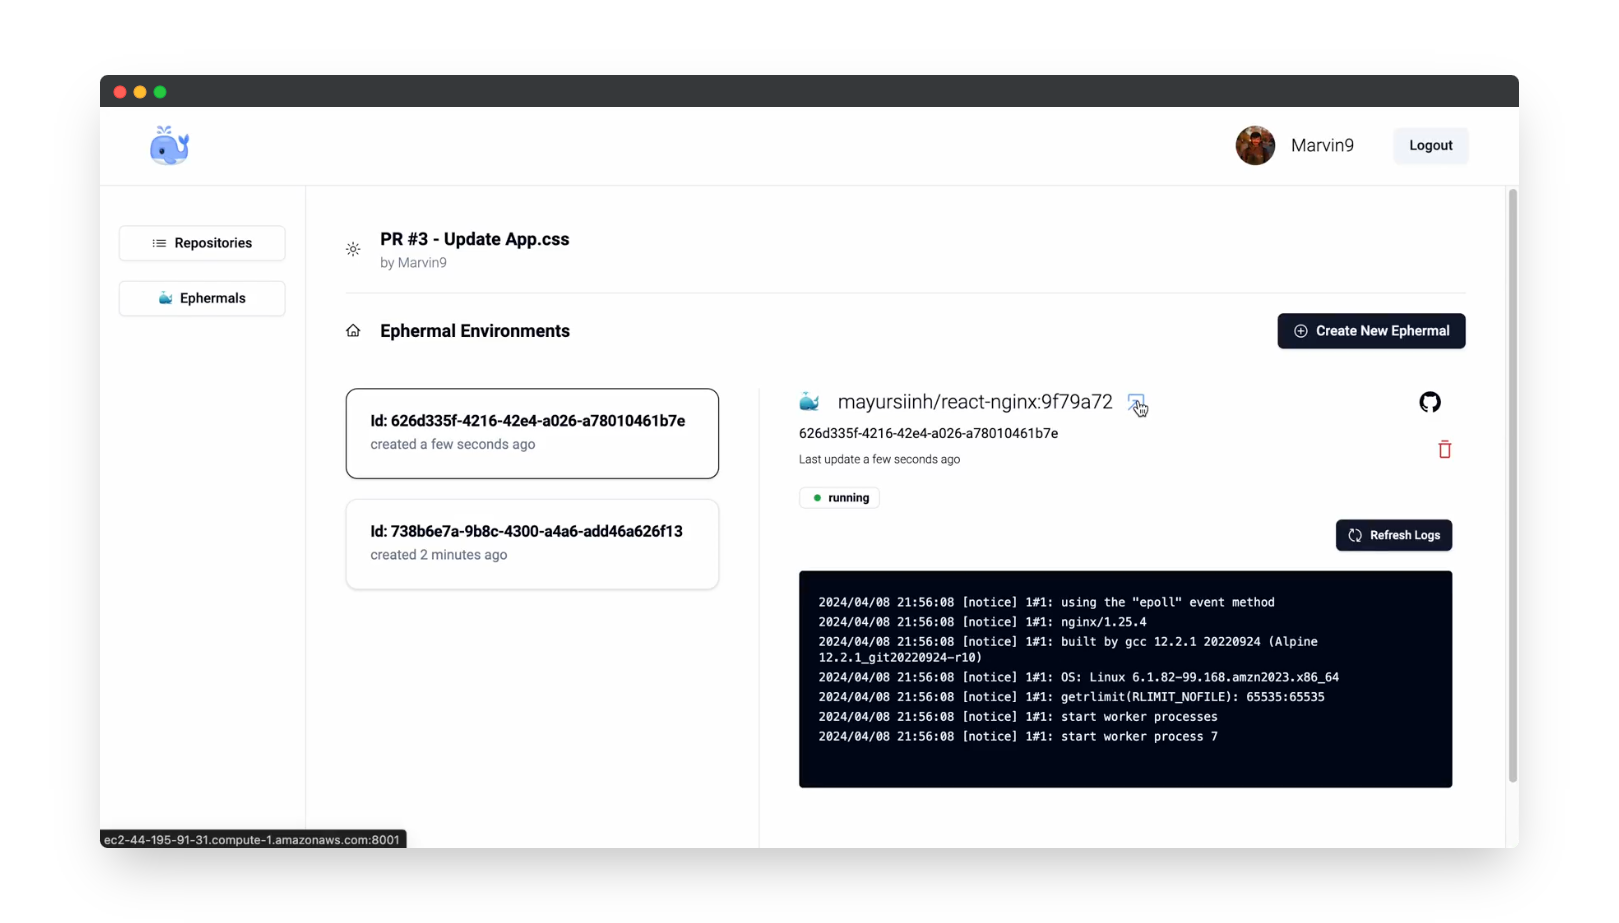 Marvin9
Logout
Repositories
Ephermals
PR #3 - Update App.css
by Marvin9
Ephermal Environments
Create New Ephermal
Id: 626d335f-4216-42e4-a026-a78010461b7e
created a few seconds ago
Id: 738b6e7a-9b8c-4300-a4a6-add46a626f13
created 2 minutes ago
mayursiinh/react-nginx:9f79a72
626d335f-4216-42e4-a026-a78010461b7e
Last update a few seconds ago
running
Refresh Logs
2024/04/08 21:56:08 [notice] 1#1: using the "epoll" event method
2024/04/08 21:56:08 [notice] 1#1: nginx/1.25.4
2024/04/08 21:56:08 [notice] 1#1: built by gcc 12.2.1 20220924 (Alpine
12.2.1_git20220924-r10)
2024/04/08 21:56:08 [notice] 1#1: OS: Linux 6.1.82-99.168.amzn2023.x86_64
2024/04/08 21:56:08 [notice] 1#1: getrlimit(RLIMIT_NOFILE): 65535:65535
2024/04/08 21:56:08 [notice] 1#1: start worker processes
2024/04/08 21:56:08 [notice] 1#1: start worker process 7
ec2-44-195-91-31.compute-1.amazonaws.com:8001